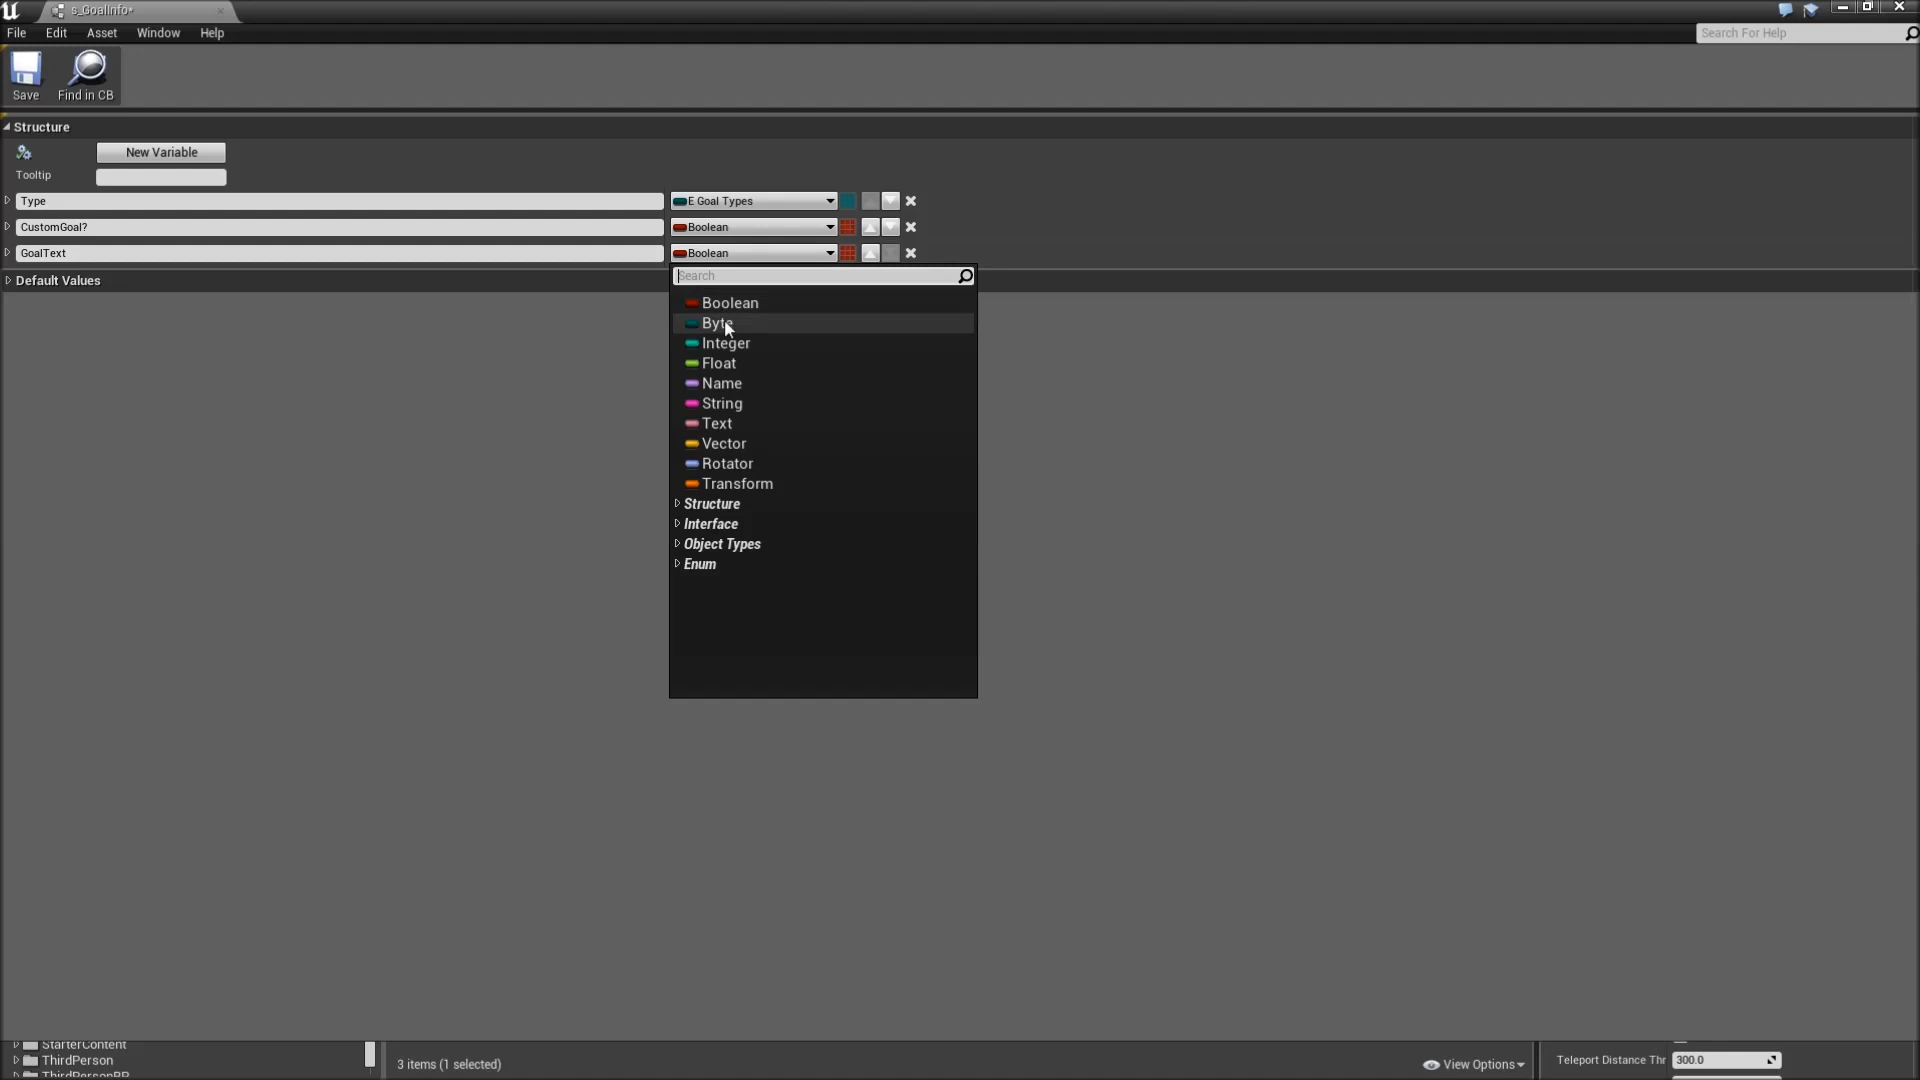 s_GoalInfo*
File Edit Asset Window Help
Search For Help
Save Find in CB
Structure
New Variable
Tooltip
Type E Goal Types
CustomGoal? Boolean
GoalText Boolean
Search
Default Values
Boolean
Byte
Integer
Float
Name
String
Text
Vector
Rotator
Transform
Structure
Interface
Object Types
Enum
StarterContent
ThirdPerson
ThirdPersonBP
3 items (1 selected)
View Options
Teleport Distance Thr 300.0